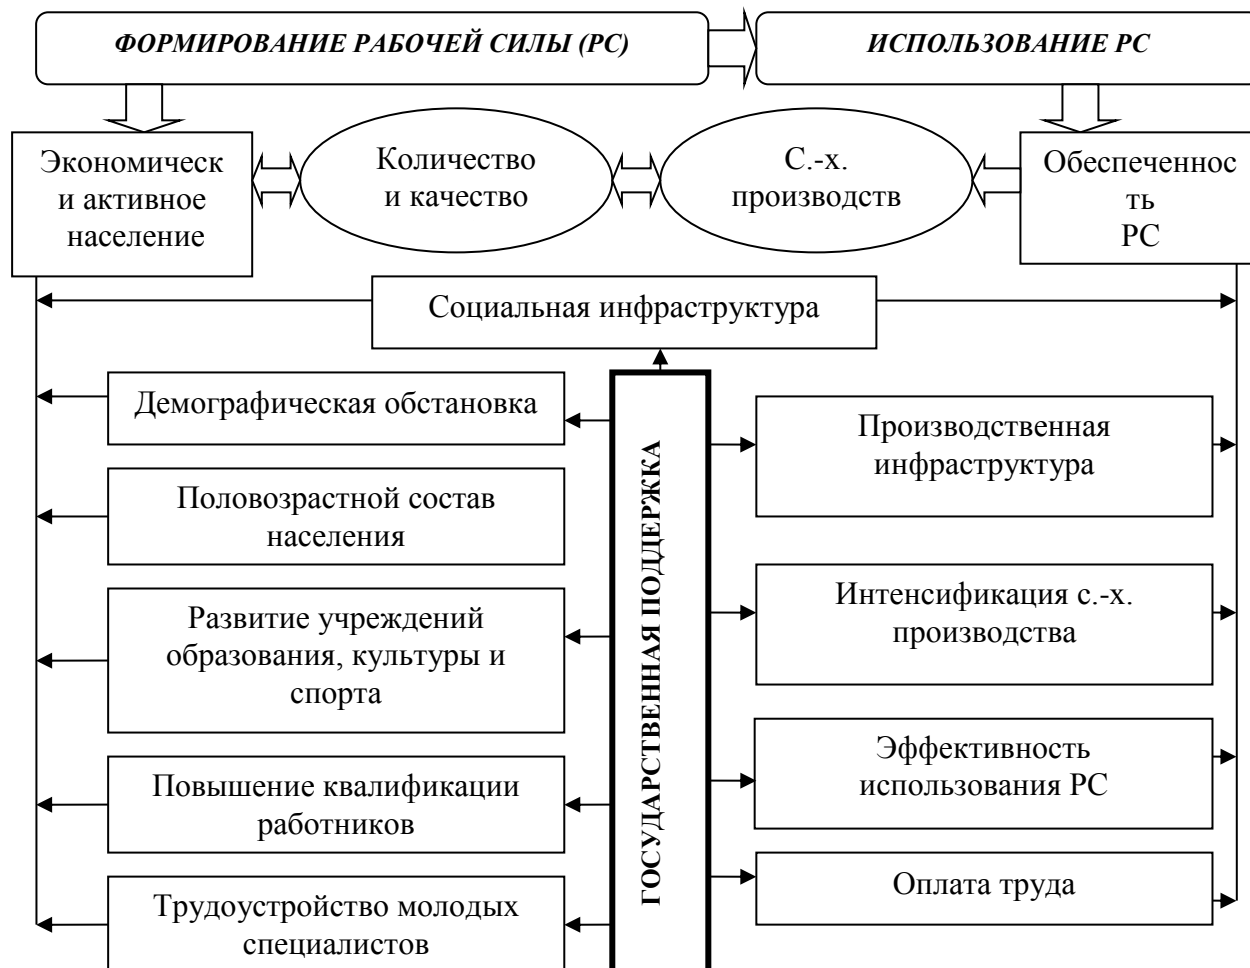 ФОРМИРОВАНИЕ РАБОЧЕЙ СИЛЫ (РС)
ИСПОЛЬЗОВАНИЕ РС
Экономическ
и активное
население
Количество
и качество
С.-х.
производств
Обеспеченнос
ть
РС
Социальная инфраструктура
Демографическая обстановка
Половозрастной состав
населения
Развитие учреждений
образования, культуры и
спорта
Повышение квалификации
работников
Трудоустройство молодых
специалистов
ГОСУДАРСТВЕННАЯ ПОДДЕРЖКА
Производственная
инфраструктура
Интенсификация с.-х.
производства
Эффективность
использования РС
Оплата труда